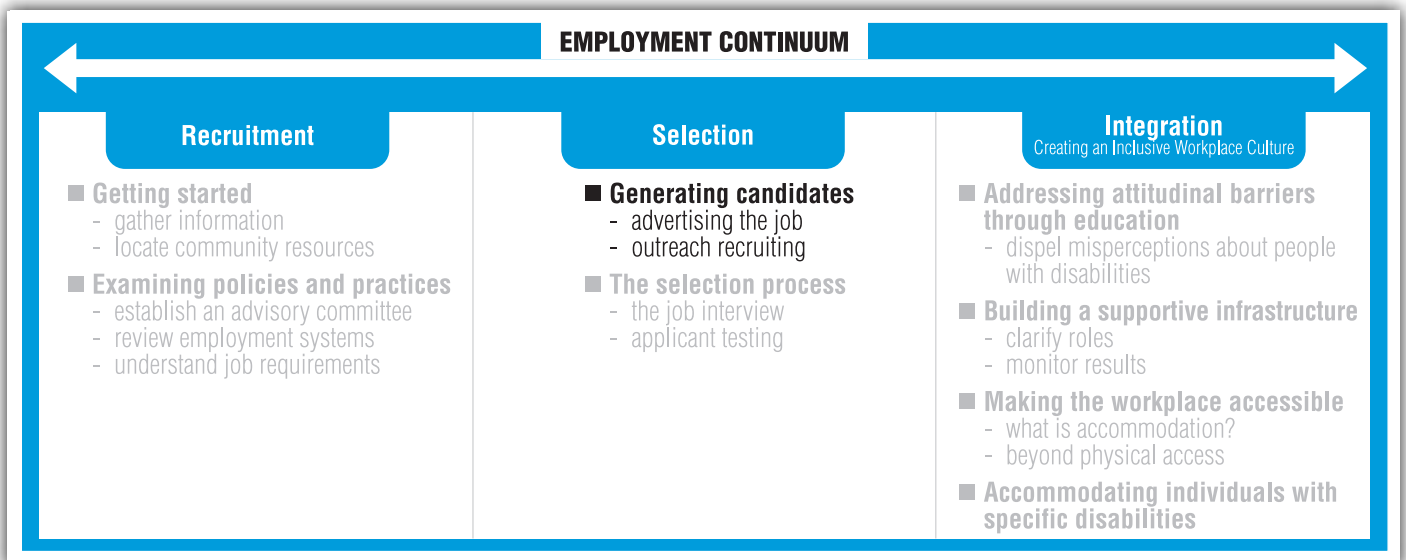 EMPLOYMENT CONTINUUM
Recruitment
■ Getting started
- gather information
- locate community resources
■ Examining policies and practices
- establish an advisory committee
- review employment systems
- understand job requirements
Selection
■ Generating candidates
- advertising the job
- outreach recruiting
■ The selection process
- the job interview
- applicant testing
Integration
Creating an Inclusive Workplace Culture
■ Addressing attitudinal barriers
through education
- dispel misperceptions about people
with disabilities
■ Building a supportive infrastructure
- clarify roles
- monitor results
■ Making the workplace accessible
- what is accommodation?
- beyond physical access
■ Accommodating individuals with
specific disabilities